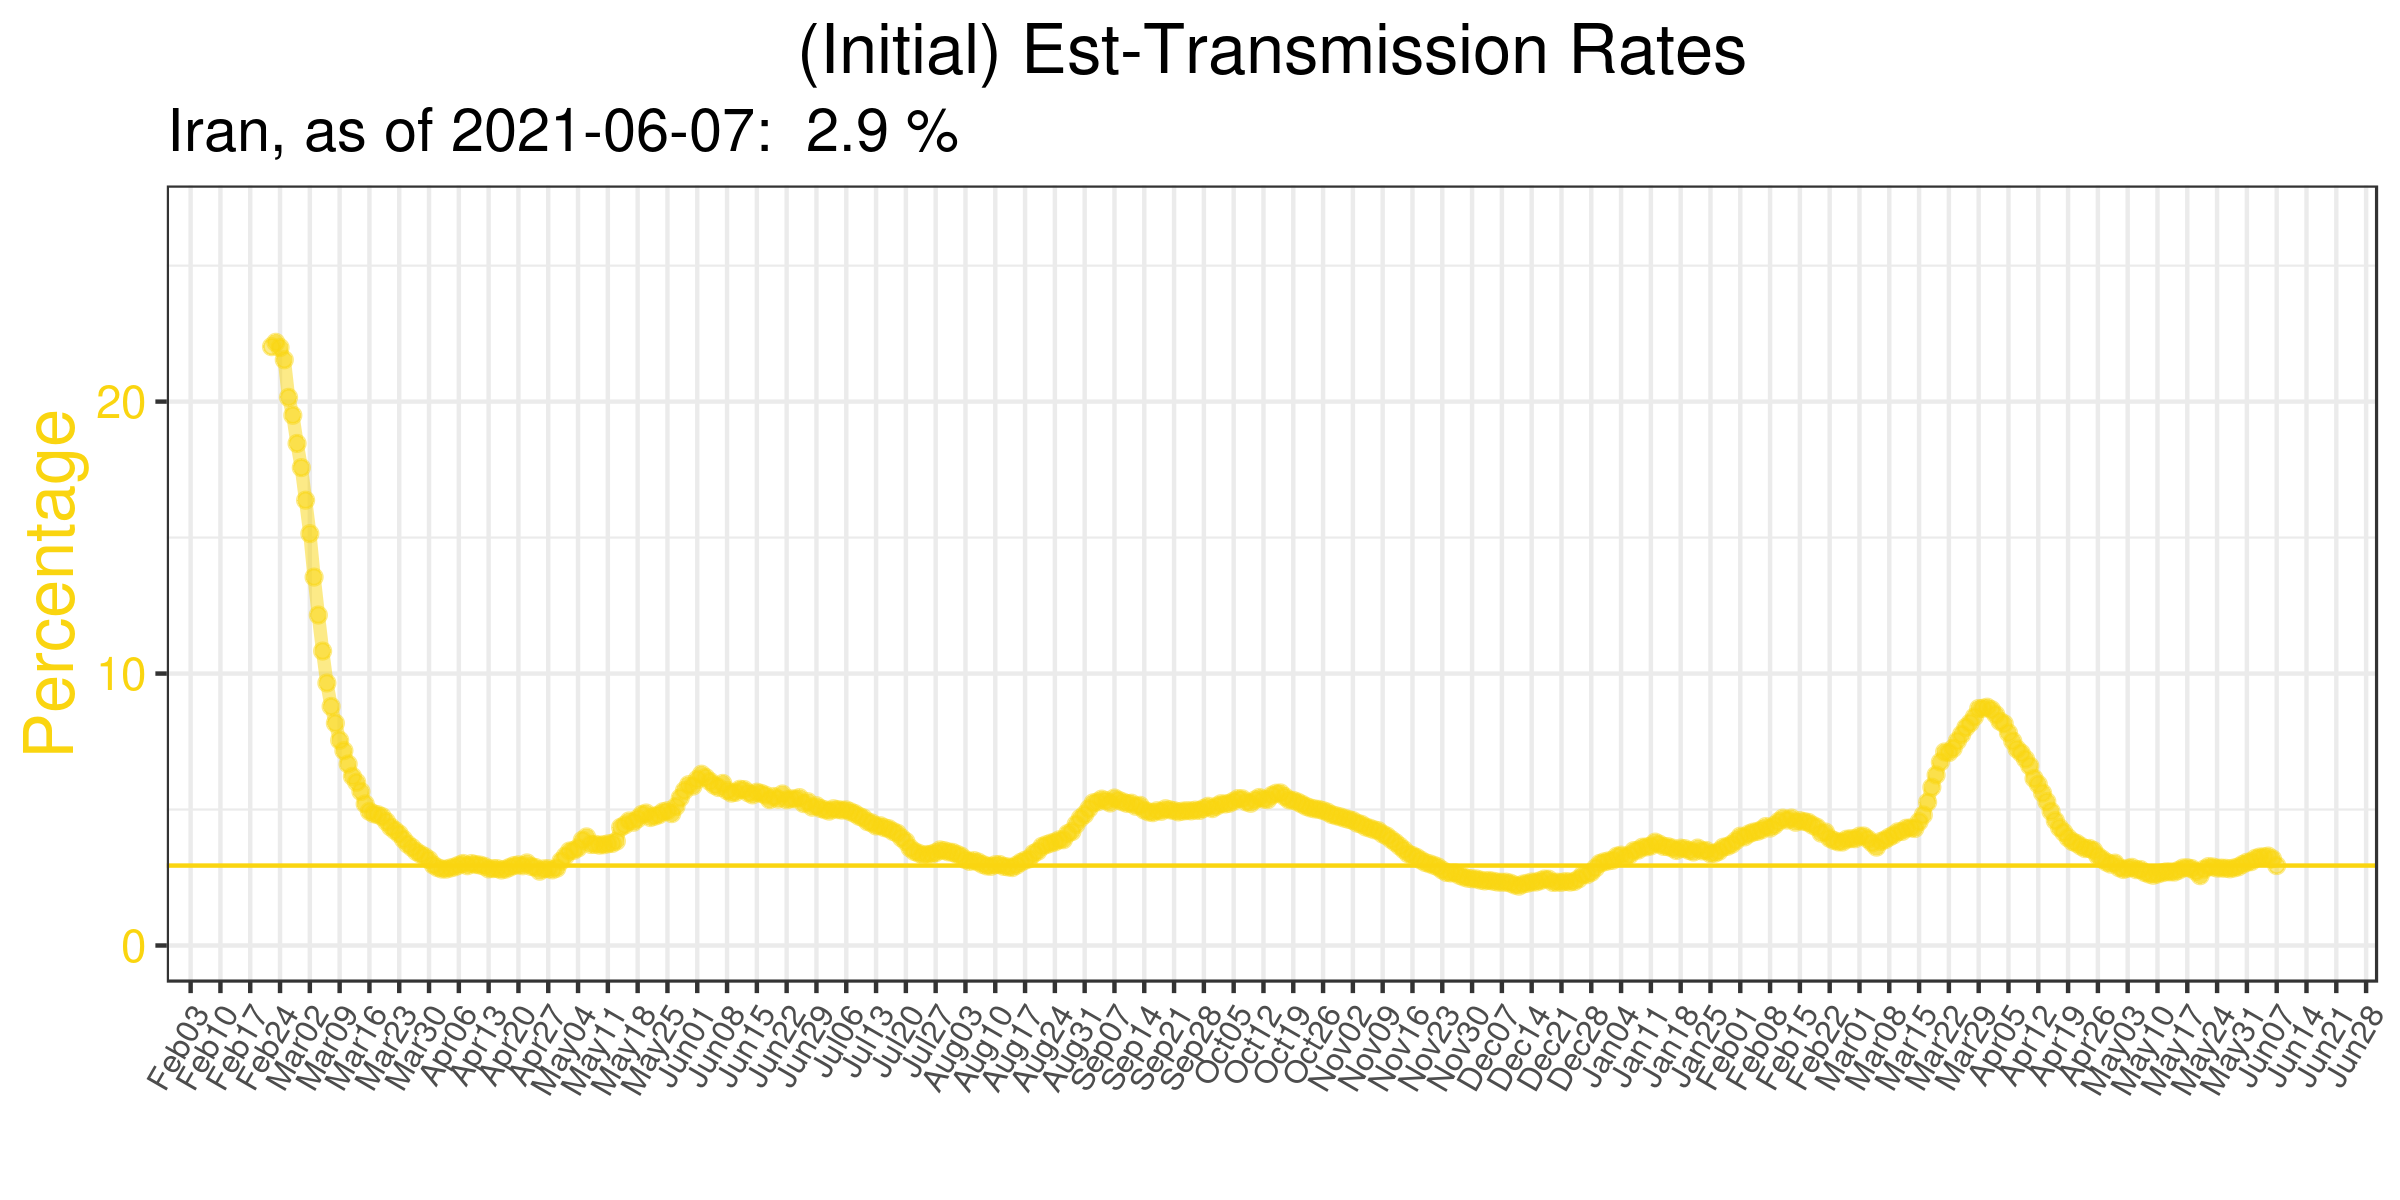 (Initial) Est-Transmission Rates
Iran, as of 2021-06-07:  2.9 %
Percentage
20
10
0
Feb03
Feb10
Feb17
Feb24
Mar02
Mar09
Mar16
Mar23
Mar30
Apr06
Apr13
Apr20
Apr27
May04
May11
May18
May25
Jun01
Jun08
Jun15
Jun22
Jun29
Jul06
Jul13
Jul20
Jul27
Aug03
Aug10
Aug17
Aug24
Aug31
Sep07
Sep14
Sep21
Sep28
Oct05
Oct12
Oct19
Oct26
Nov02
Nov09
Nov16
Nov23
Nov30
Dec07
Dec14
Dec21
Dec28
Jan04
Jan11
Jan18
Jan25
Feb01
Feb08
Feb15
Feb22
Mar01
Mar08
Mar15
Mar22
Mar29
Apr05
Apr12
Apr19
Apr26
May03
May10
May17
May24
May31
Jun07
Jun14
Jun21
Jun28